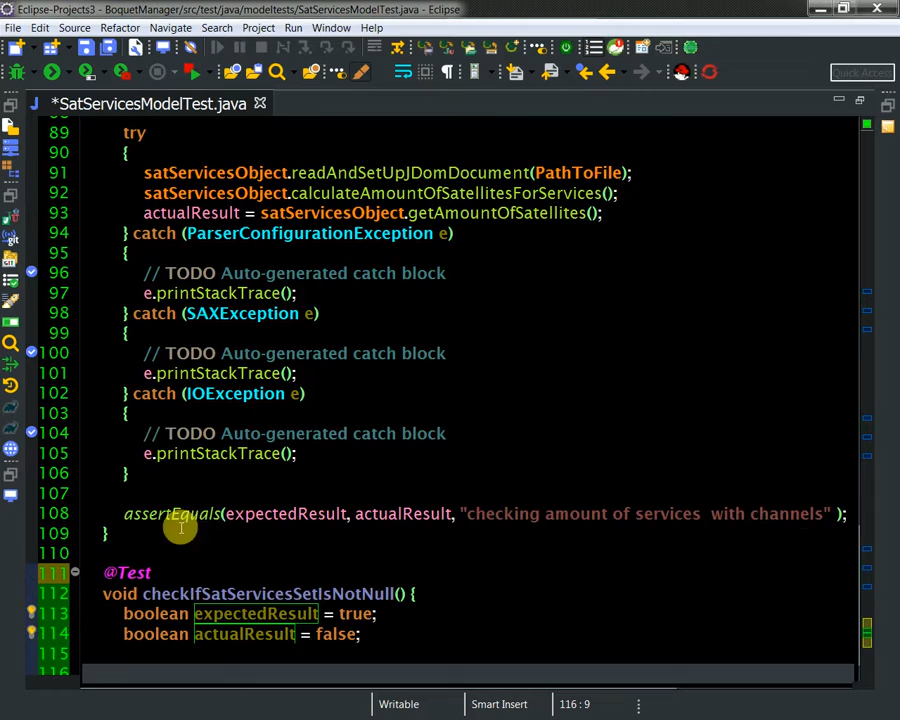 Eclipse-Projects3 - BoquetManager/src/test/java/modeltests/SatServicesModelTest.java - Eclipse
File Edit Source Refactor Navigate Search Project Run Window Help
Quick Access
*SatServicesModelTest.java
89 try
90 {
91 satServicesObject.readAndSetUpJDomDocument(PathToFile);
92 satServicesObject.calculateAmountOfSatellitesForServices();
93 actualResult = satServicesObject.getAmountOfSatellites();
94 } catch (ParserConfigurationException e)
95 {
96 // TODO Auto-generated catch block
97 e.printStackTrace();
98 } catch (SAXException e)
99 {
100 // TODO Auto-generated catch block
101 e.printStackTrace();
102 } catch (IOException e)
103 {
104 // TODO Auto-generated catch block
105 e.printStackTrace();
106 }
107
108 assertEquals(expectedResult, actualResult, "checking amount of services  with channels" );
109 }
110
111 @Test
112 void checkIfSatServicesSetIsNotNull() {
113 boolean expectedResult = true;
114 boolean actualResult = false;
115
116
Writable Smart Insert 116 : 9